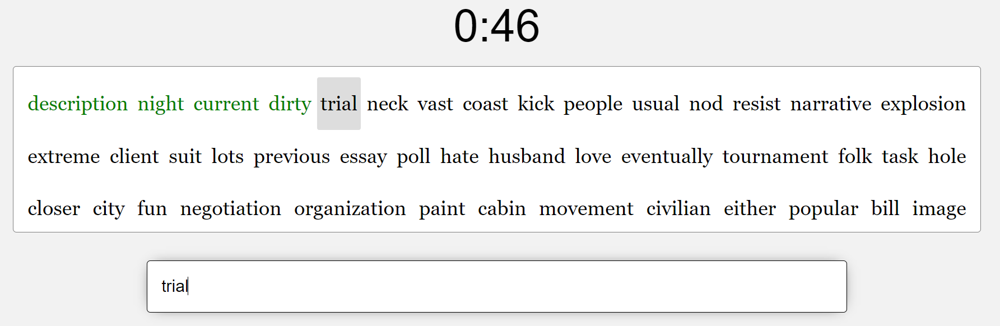 0:46
description night current dirty trial neck vast coast kick people usual nod resist narrative explosion
extreme client suit lots previous essay poll hate husband love eventually tournament folk task hole
closer city fun negotiation organization paint cabin movement civilian either popular bill image
trial